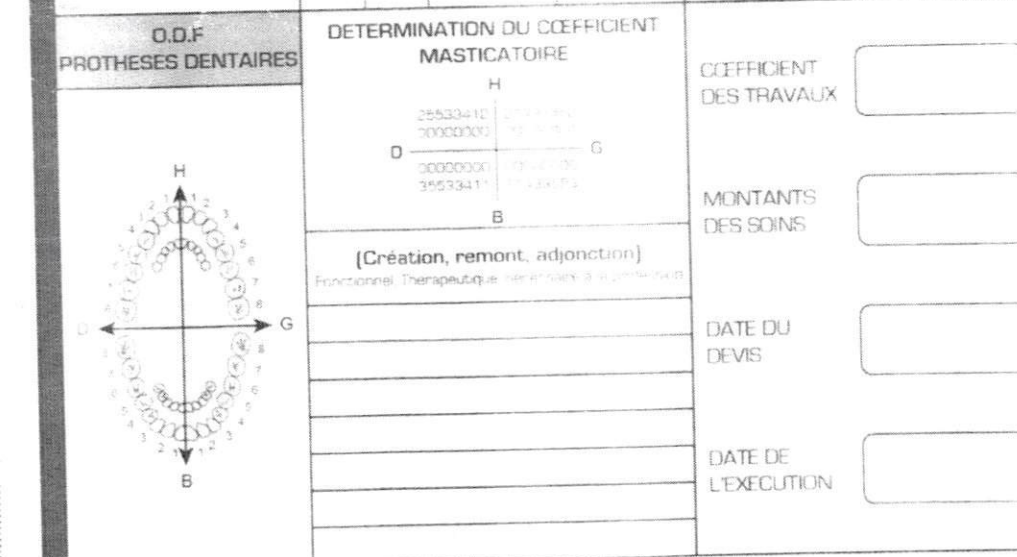 O.D.F
PROTHESES DENTAIRES
H
D
G
B
DETERMINATION DU CŒFFICIENT
MASTICATOIRE
H
25533412
00000000
D
G
00000000
35533411
B
(Création, remont, adjonction)
Fonctionnel Therapeutique
CŒFFICIENT
DES TRAVAUX
MONTANTS
DES SOINS
DATE DU
DEVIS
DATE DE
L'EXECUTION